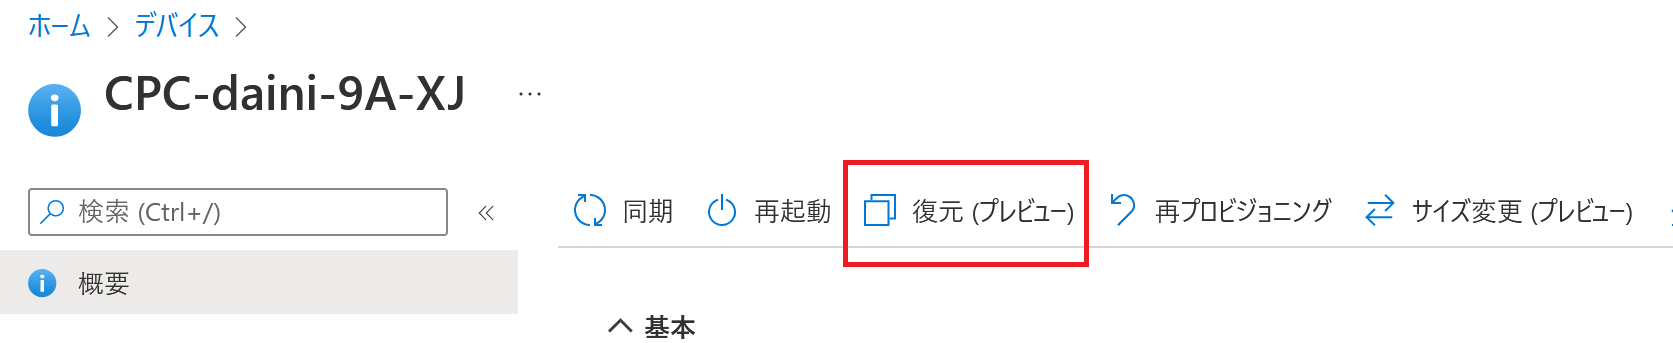 ホーム > デバイス >
CPC-daini-9A-XJ ...
検索 (Ctrl+/) «
同期 再起動 復元 (プレビュー) 再プロビジョニング サイズ変更 (プレビュー)
概要
基本